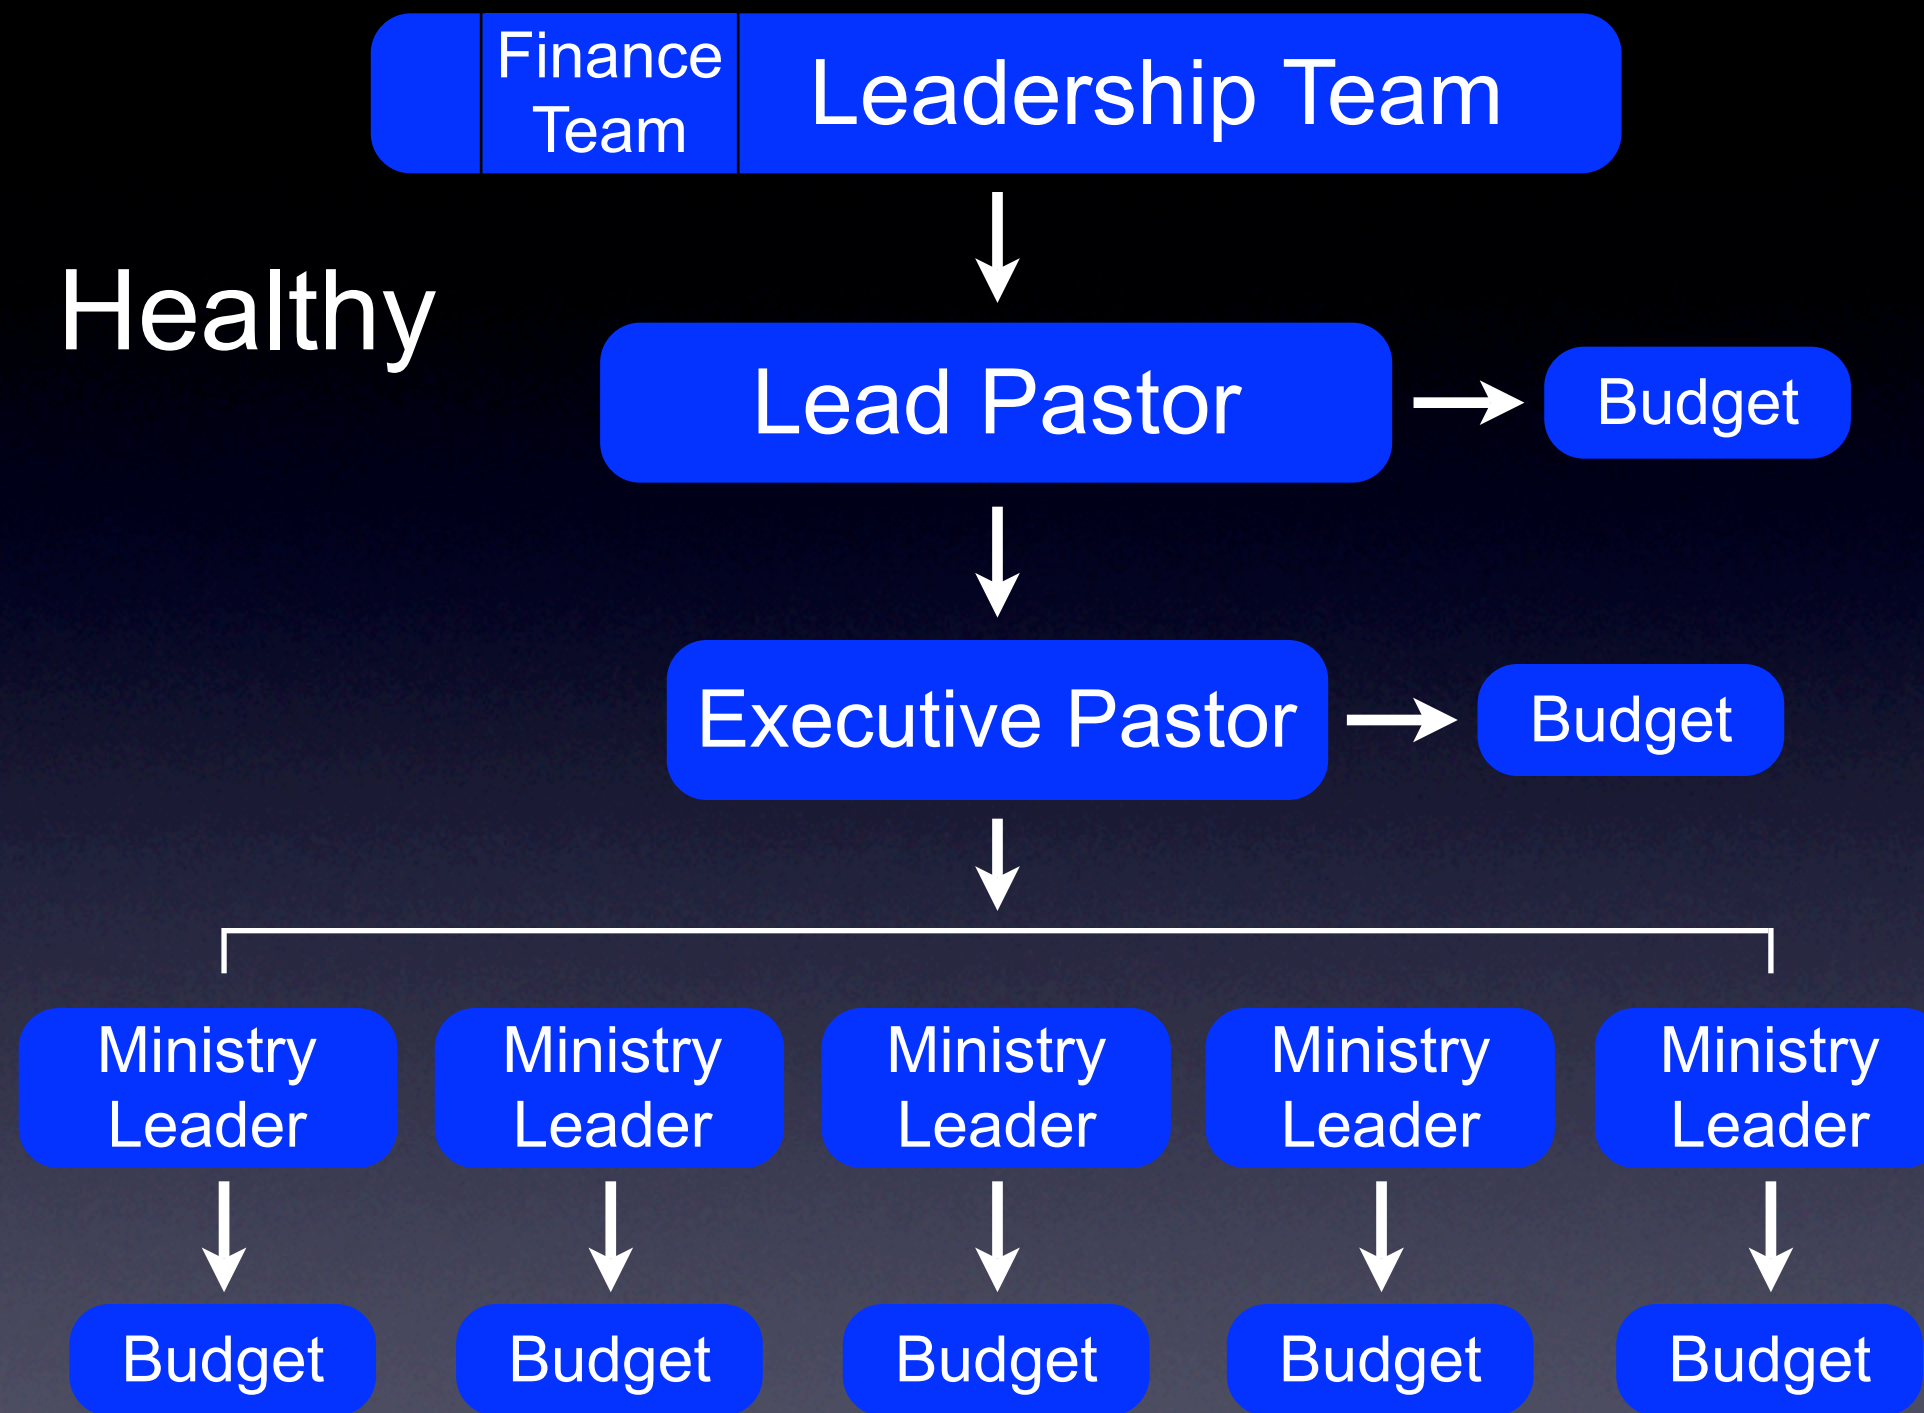 Finance
Team
Leadership Team
Healthy
Lead Pastor
Budget
Executive Pastor
Budget
Ministry
Leader
Ministry
Leader
Ministry
Leader
Ministry
Leader
Ministry
Leader
Budget
Budget
Budget
Budget
Budget